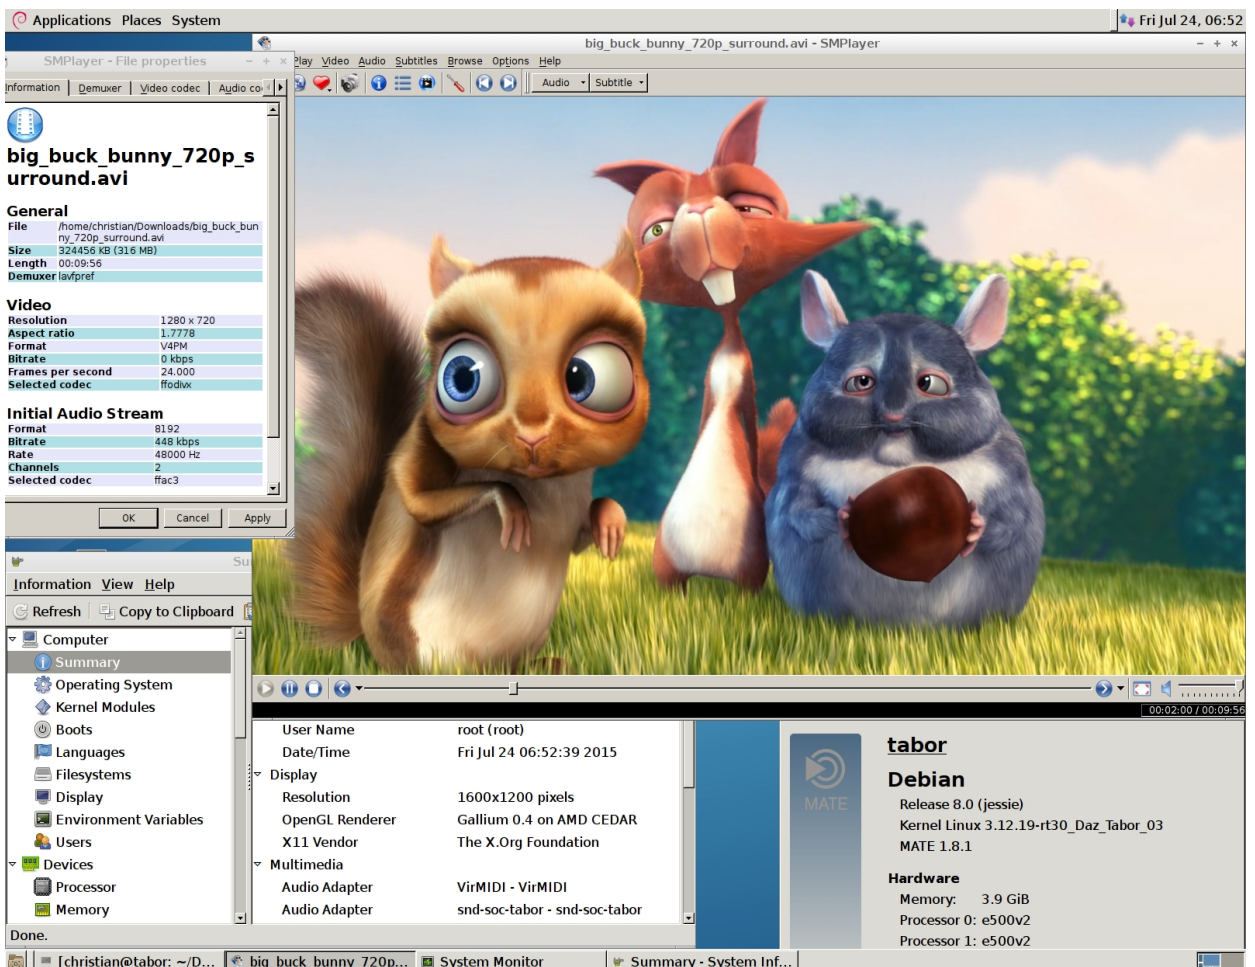 Applications Places System
Fri Jul 24, 06:52
big_buck_bunny_720p_surround.avi - SMPlayer
SMPlayer - File properties
Play Video Audio Subtitles Browse Options Help
Audio Subtitle
Information Demuxer Video codec Audio co
big_buck_bunny_720p_s
urround.avi
General
File /home/christian/Downloads/big_buck_bun
ny_720p_surround.avi
Size 324456 KB (316 MB)
Length 00:09:56
Demuxer lavfpref
Video
Resolution 1280 x 720
Aspect ratio 1.7778
Format V4PM
Bitrate 0 kbps
Frames per second 24.000
Selected codec ffodivx
Initial Audio Stream
Format 8192
Bitrate 448 kbps
Rate 48000 Hz
Channels 2
Selected codec ffac3
OK Cancel Apply
Su
Information View Help
Refresh Copy to Clipboard
Computer
Summary
Operating System
Kernel Modules
Boots
Languages
Filesystems
Display
Environment Variables
Users
Devices
Processor
Memory
Done.
00:02:00 / 00:09:56
User Name root (root)
Date/Time Fri Jul 24 06:52:39 2015
Display
Resolution 1600x1200 pixels
OpenGL Renderer Gallium 0.4 on AMD CEDAR
X11 Vendor The X.Org Foundation
Multimedia
Audio Adapter VirMIDI - VirMIDI
Audio Adapter snd-soc-tabor - snd-soc-tabor
MATE
tabor
Debian
Release 8.0 (jessie)
Kernel Linux 3.12.19-rt30_Daz_Tabor_03
MATE 1.8.1
Hardware
Memory: 3.9 GiB
Processor 0: e500v2
Processor 1: e500v2
[christian@tabor: ~/D... big_buck_bunny_720p... System Monitor Summary - System Inf...